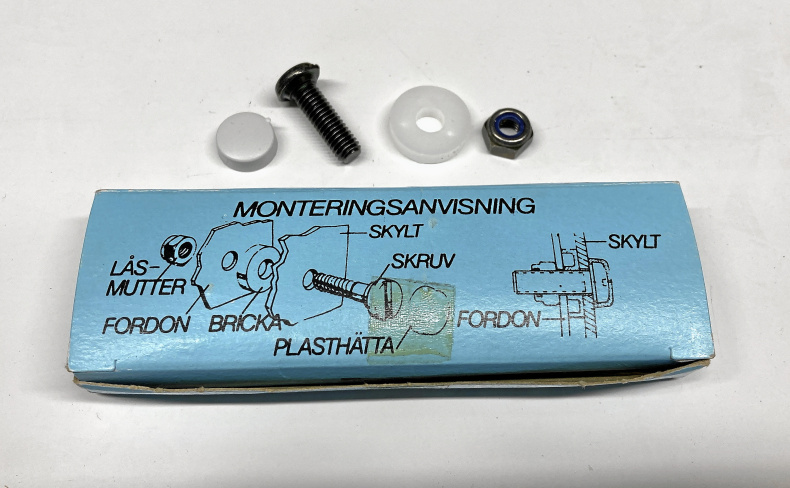 MONTERINGSANVISNING
SKYLT
SKYLT
LÅS-
MUTTER
SKRUV
FORDON
BRICKA
FORDON
PLASTHÄTTA